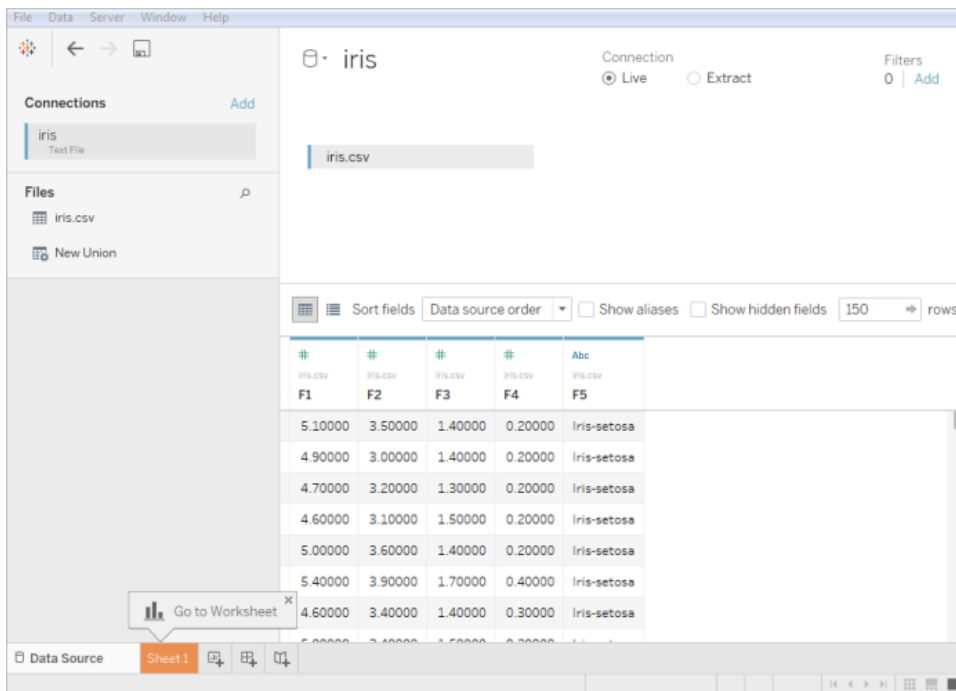 File Data Server Window Help
Connections Add
iris
Text File
Files
iris.csv
New Union
iris
Connection
Live Extract
Filters
0 Add
iris.csv
Sort fields Data source order Show aliases Show hidden fields 150 rows
# # # # Abc
iris.csv iris.csv iris.csv iris.csv iris.csv
F1 F2 F3 F4 F5
5.10000 3.50000 1.40000 0.20000 Iris-setosa
4.90000 3.00000 1.40000 0.20000 Iris-setosa
4.70000 3.20000 1.30000 0.20000 Iris-setosa
4.60000 3.10000 1.50000 0.20000 Iris-setosa
5.00000 3.60000 1.40000 0.20000 Iris-setosa
5.40000 3.90000 1.70000 0.40000 Iris-setosa
4.60000 3.40000 1.40000 0.30000 Iris-setosa
Go to Worksheet
Data Source Sheet 1